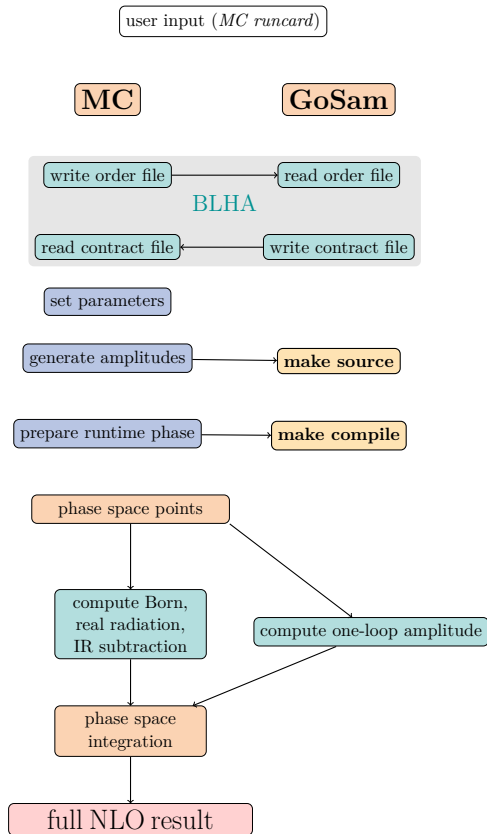 user input (MC runcard)
MC
GoSam
write order file
read order file
BLHA
read contract file
write contract file
set parameters
generate amplitudes
make source
prepare runtime phase
make compile
phase space points
compute Born,
real radiation,
IR subtraction
compute one-loop amplitude
phase space
integration
full NLO result